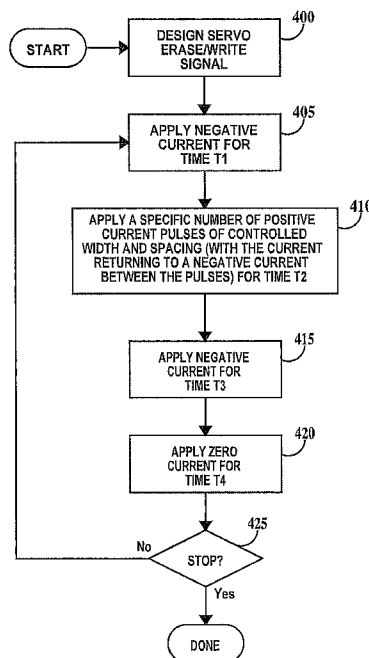 400
START
DESIGN SERVO
ERASE/WRITE
SIGNAL
405
APPLY NEGATIVE
CURRENT FOR
TIME T1
410
APPLY A SPECIFIC NUMBER OF POSITIVE
CURRENT PULSES OF CONTROLLED
WIDTH AND SPACING (WITH THE CURRENT
RETURNING TO A NEGATIVE CURRENT
BETWEEN THE PULSES) FOR TIME T2
415
APPLY NEGATIVE
CURRENT FOR
TIME T3
420
APPLY ZERO
CURRENT FOR
TIME T4
425
No
STOP?
Yes
DONE